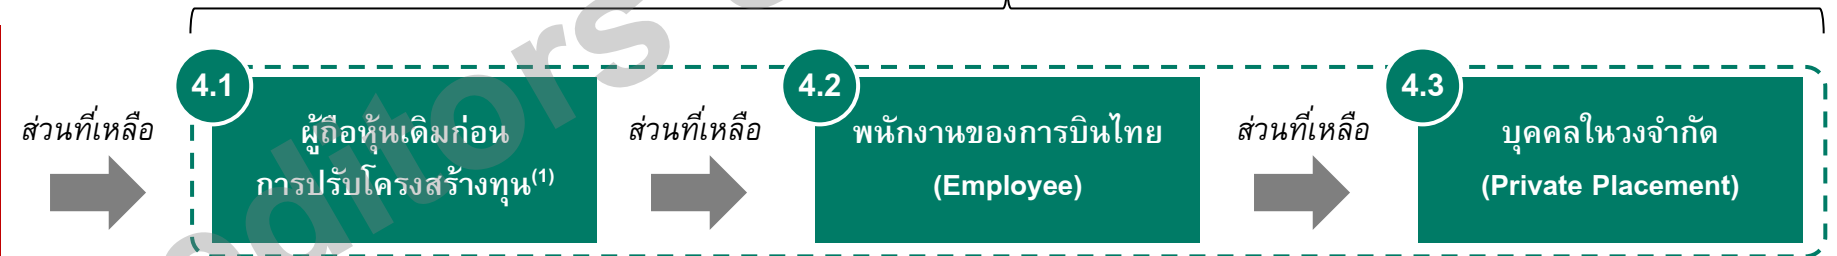 ส่วนที่เหลือ
4.1
ผู้ถือหุ้นเดิมก่อน
การปรับโครงสร้างทุน(1)
ส่วนที่เหลือ
4.2
พนักงานของการบินไทย
(Employee)
ส่วนที่เหลือ
4.3
บุคคลในวงจำกัด
(Private Placement)